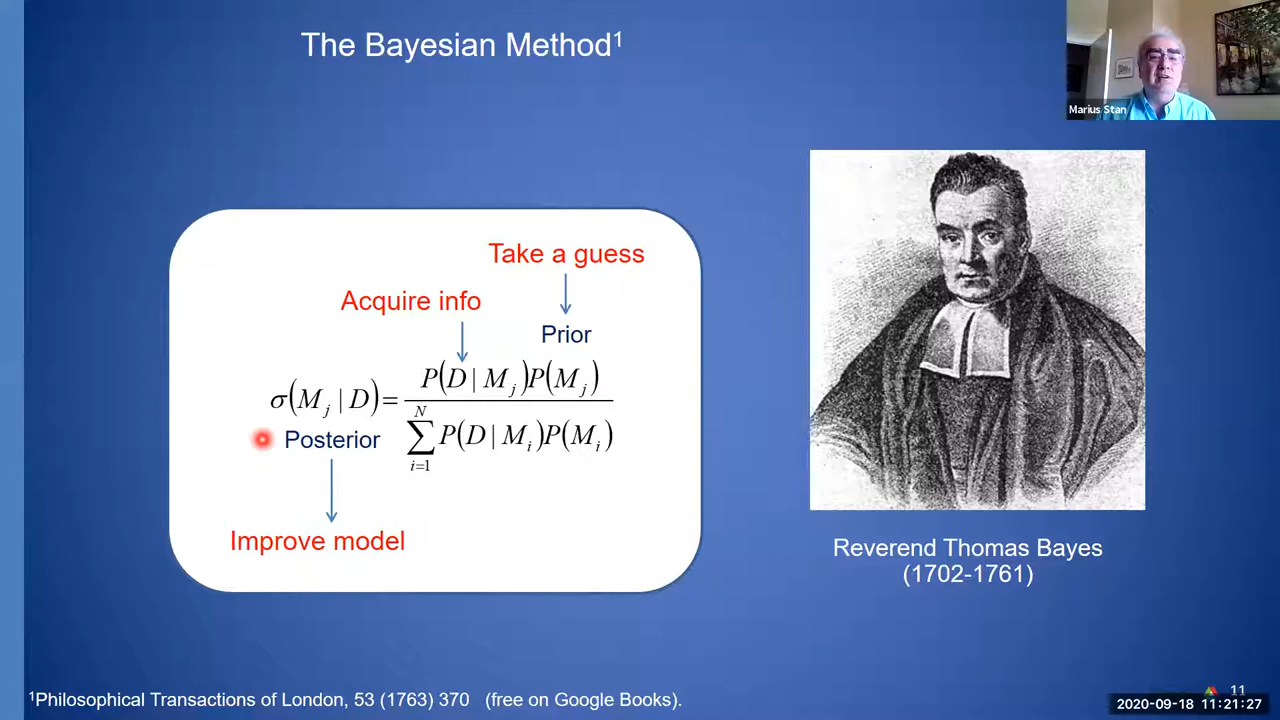 The Bayesian Method¹
Marius Stan
Take a guess
Acquire info
Prior
σ(M_j | D) = P(D | M_j)P(M_j) / ∑_{i=1}^{N} P(D | M_i)P(M_i)
Posterior
Improve model
Reverend Thomas Bayes
(1702-1761)
¹Philosophical Transactions of London, 53 (1763) 370 (free on Google Books).
11
2020-09-18 11:21:27